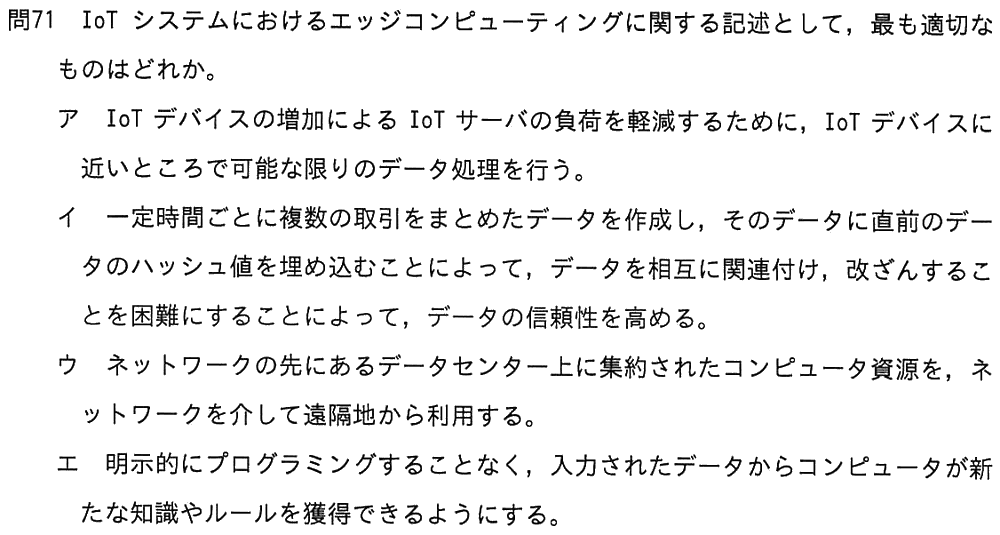 問71 IoT システムにおけるエッジコンピューティングに関する記述として，最も適切な
ものはどれか。
ア IoT デバイスの増加による IoT サーバの負荷を軽減するために，IoT デバイスに
近いところで可能な限りのデータ処理を行う。
イ 一定時間ごとに複数の取引をまとめたデータを作成し，そのデータに直前のデー
タのハッシュ値を埋め込むことによって，データを相互に関連付け，改ざんするこ
とを困難にすることによって，データの信頼性を高める。
ウ ネットワークの先にあるデータセンター上に集約されたコンピュータ資源を，ネ
ットワークを介して遠隔地から利用する。
エ 明示的にプログラミングすることなく，入力されたデータからコンピュータが新
たな知識やルールを獲得できるようにする。